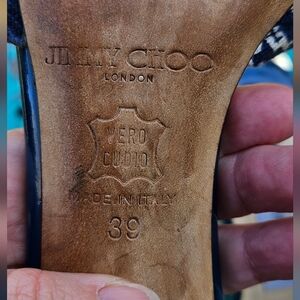 JIMMY CHOO
LONDON
VERO
CUOIO
MADE IN ITALY
39